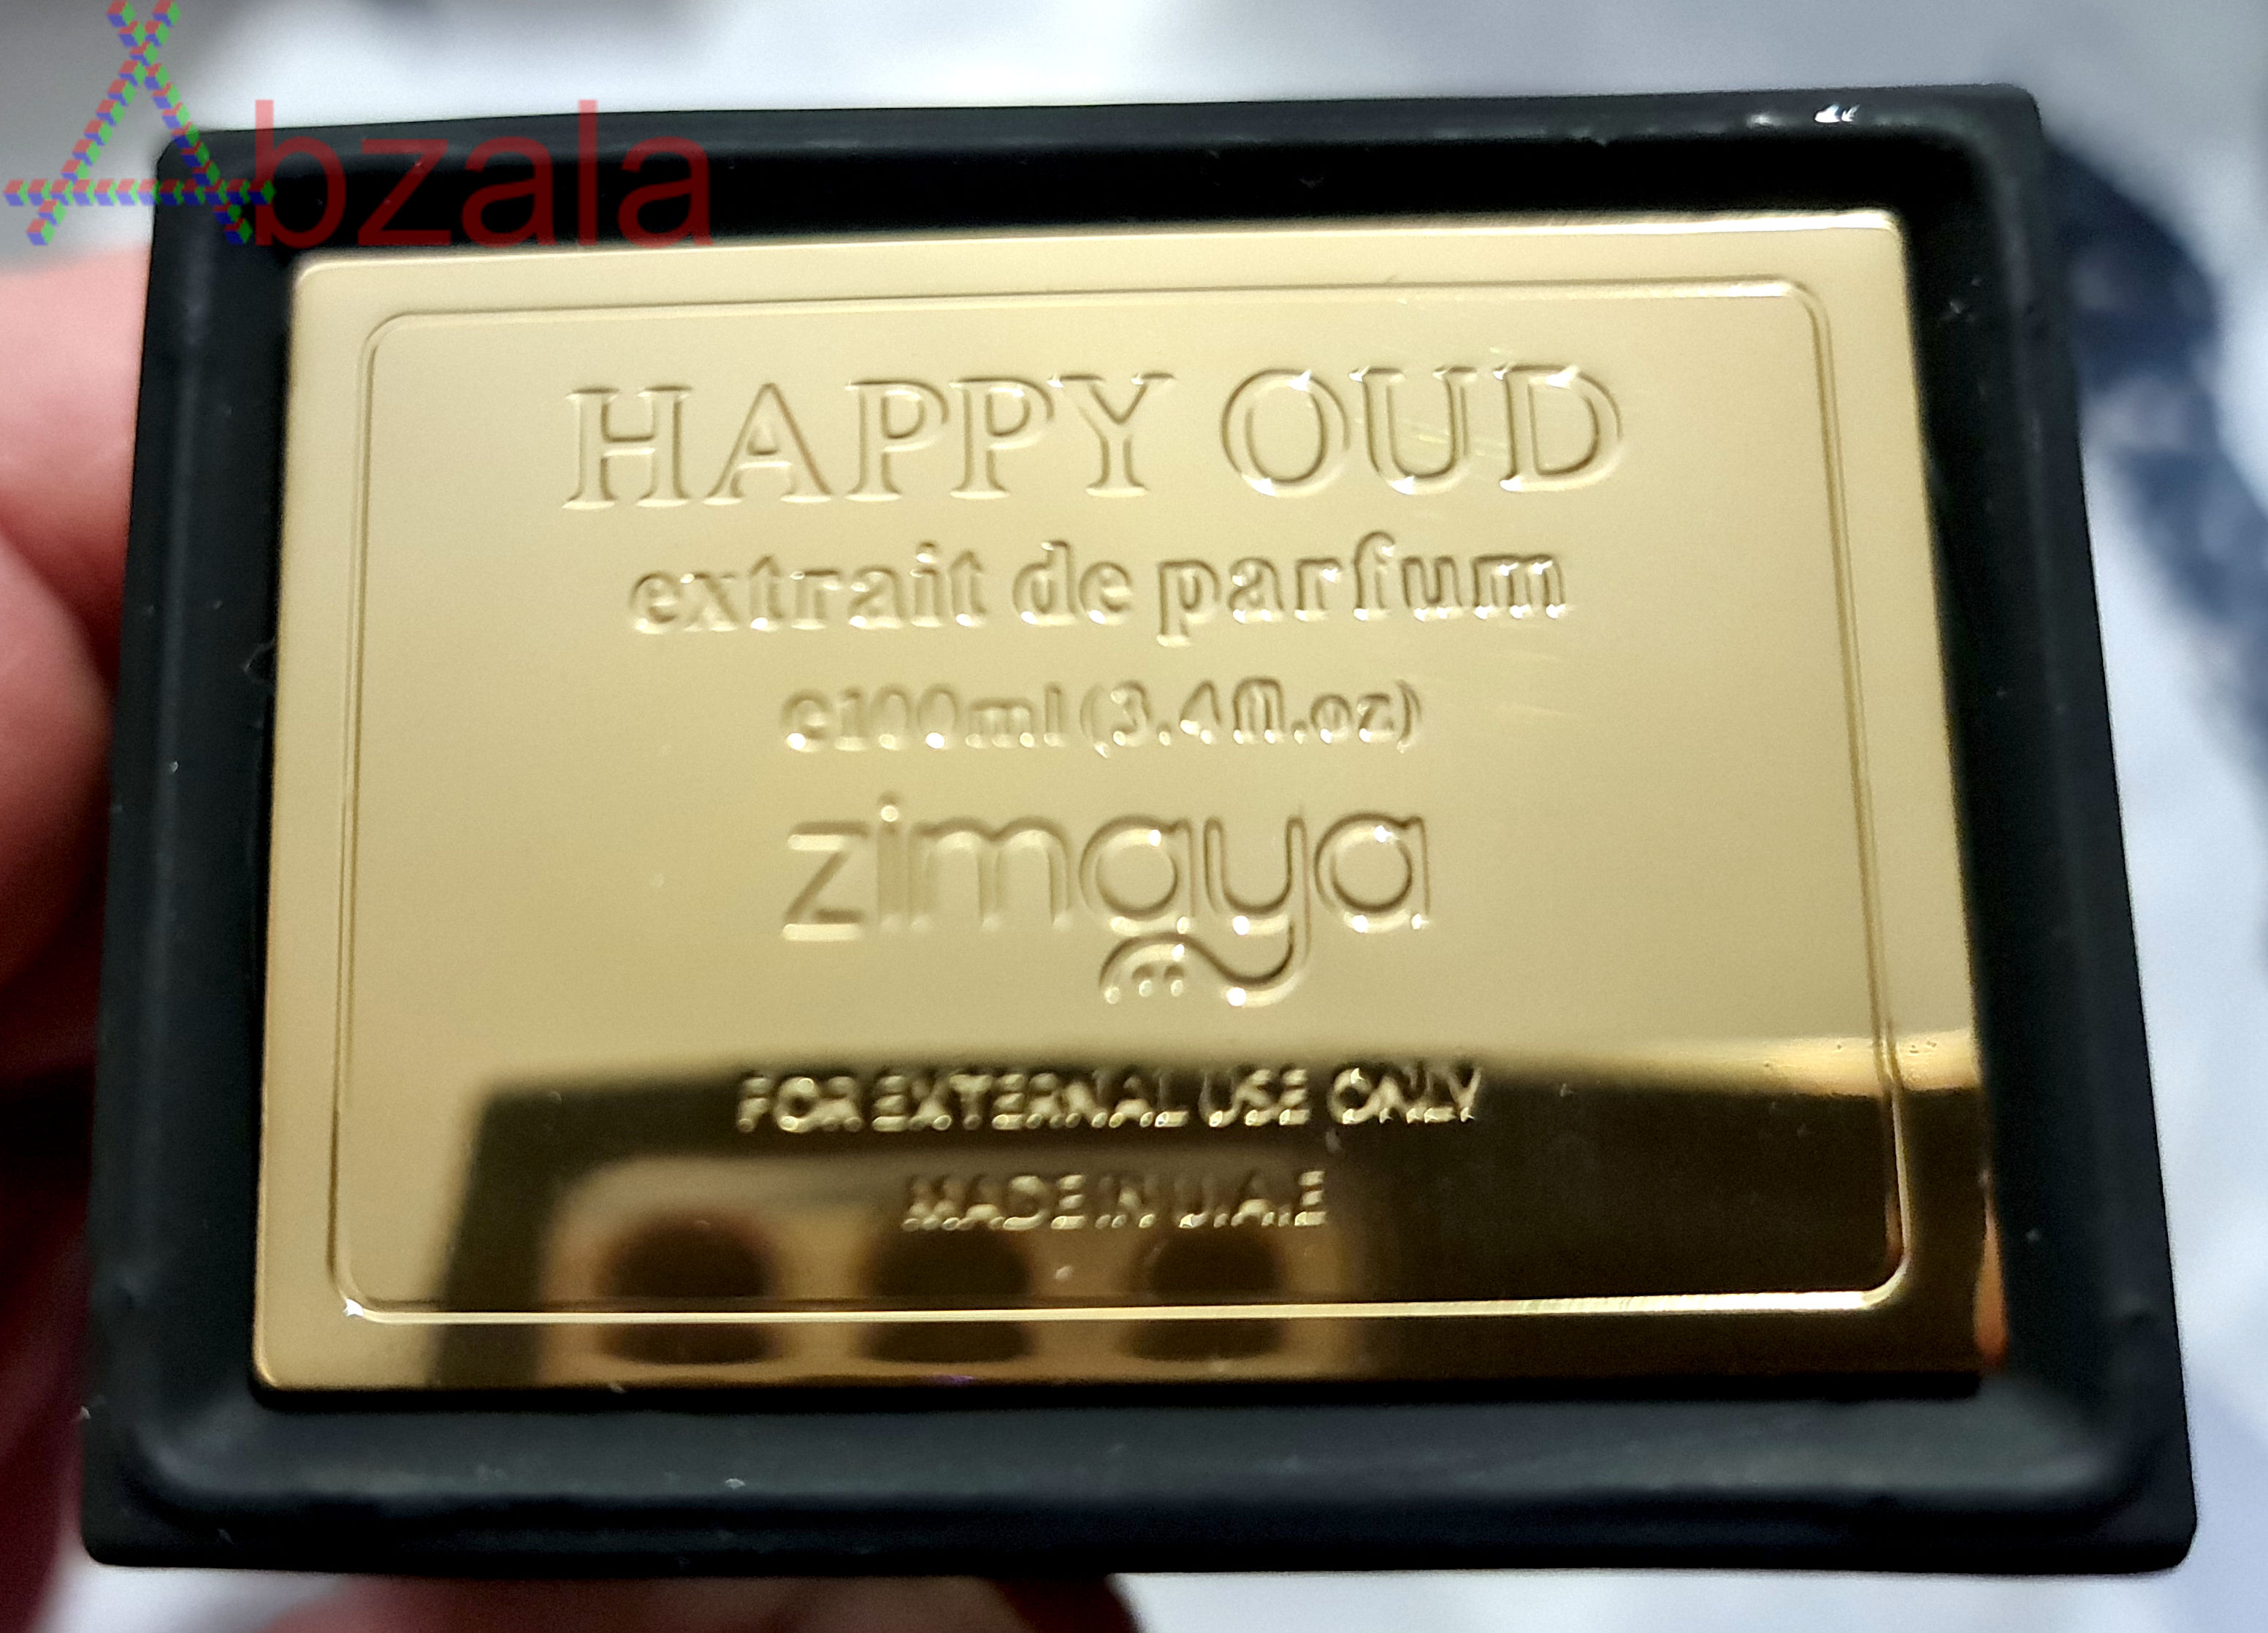 Abzala
HAPPY OUD
extrait de parfum
e100ml (3.4fl.oz)
zimaya
FOR EXTERNAL USE ONLY
MADE IN U.A.E